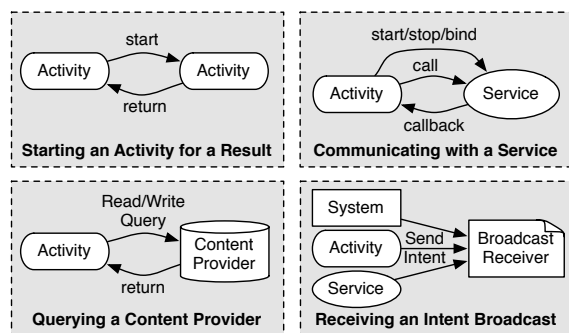 start
Activity
Activity
return
Starting an Activity for a Result
start/stop/bind
call
Activity
Service
callback
Communicating with a Service
Read/Write
Query
Activity
Content
Provider
return
Querying a Content Provider
System
Activity
Send
Intent
Service
Broadcast
Receiver
Receiving an Intent Broadcast